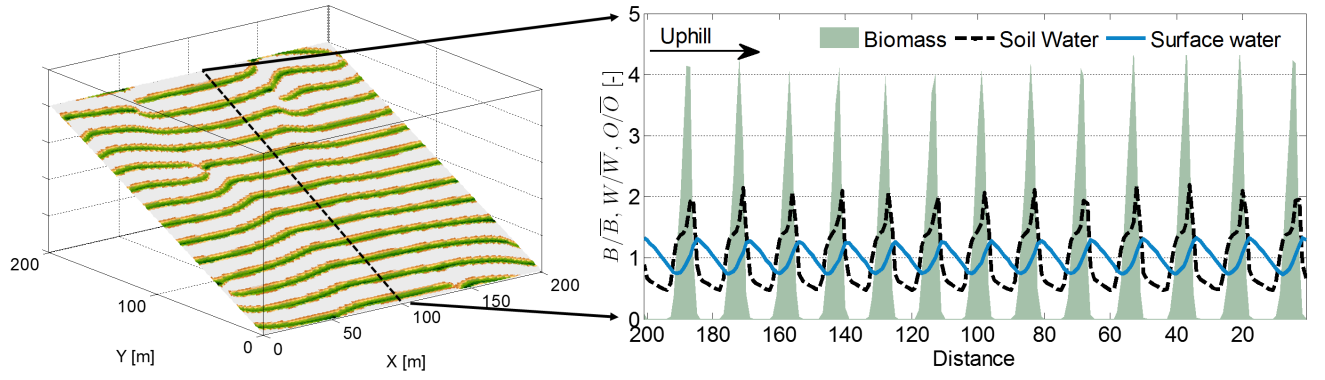 200
100
0
Y [m]
0
50
100
150
200
X [m]
5
4
3
2
1
0
B/B̅, W/W̅, O/O̅ [-]
Uphill
Biomass
Soil Water
Surface water
200 180 160 140 120 100 80 60 40 20
Distance